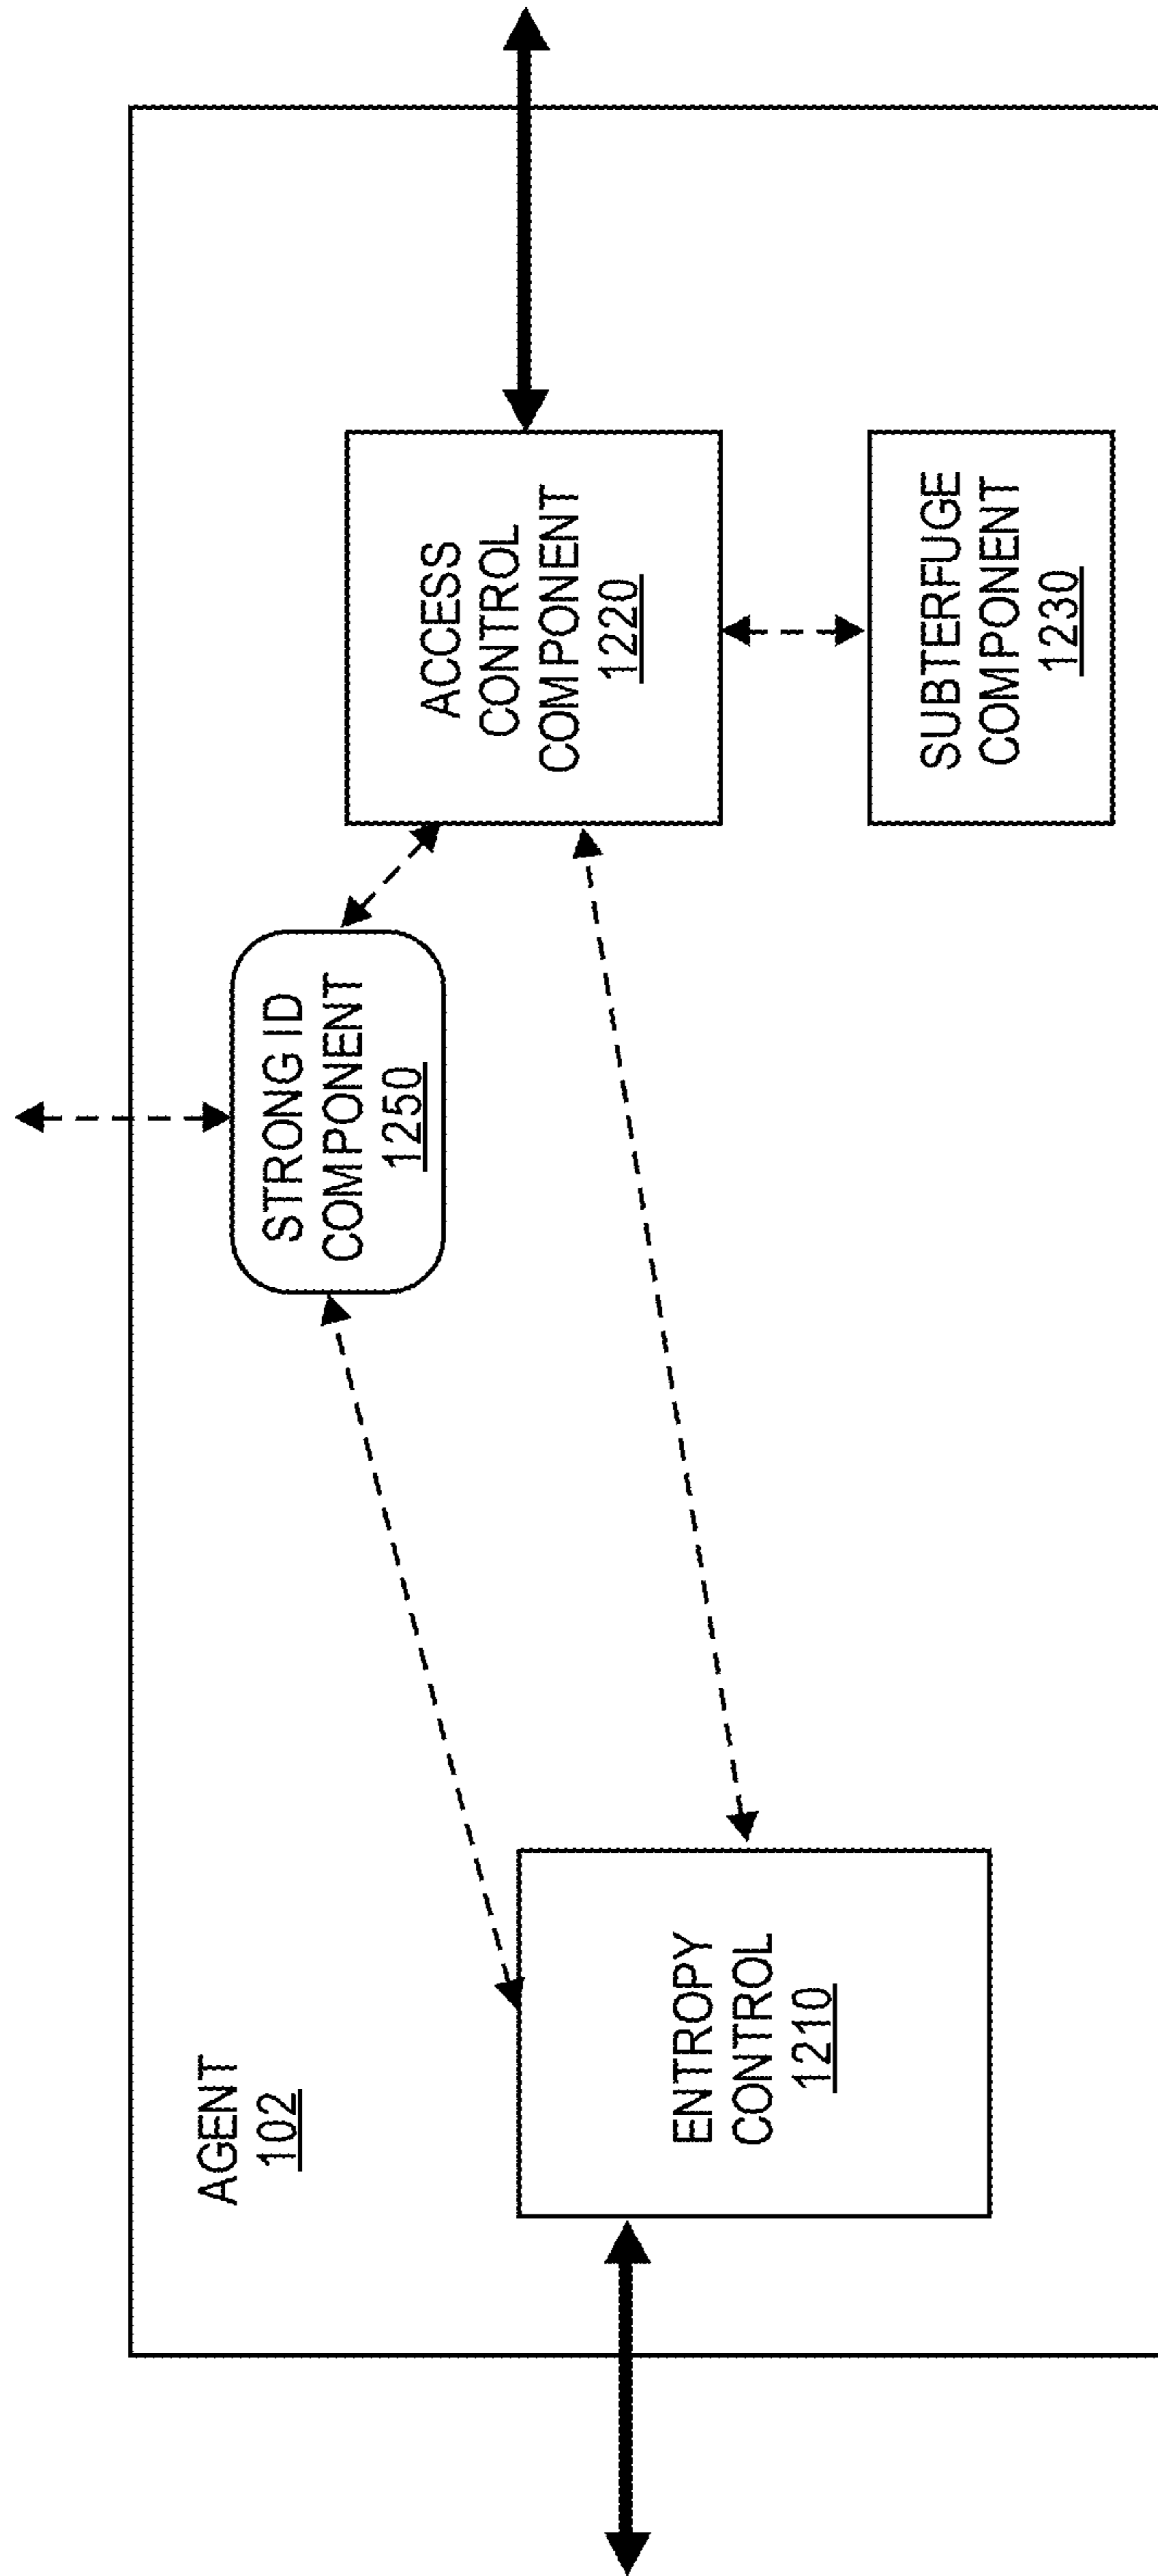 AGENT
102
ENTROPY
CONTROL
1210
STRONG ID
COMPONENT
1250
ACCESS
CONTROL
COMPONENT
1220
SUBTERFUGE
COMPONENT
1230